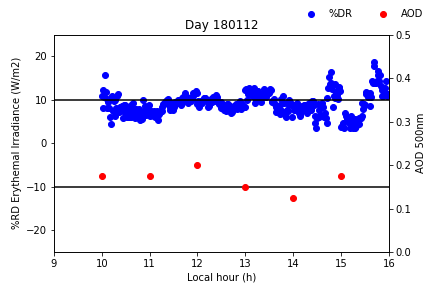 %DR AOD
Day 180112
%RD Erythermal Irradiance (W/m2)
20
10
0
−10
−20
0.5
0.4
0.3
0.2
0.1
0.0
AOD 500nm
9 10 11 12 13 14 15 16
Local hour (h)